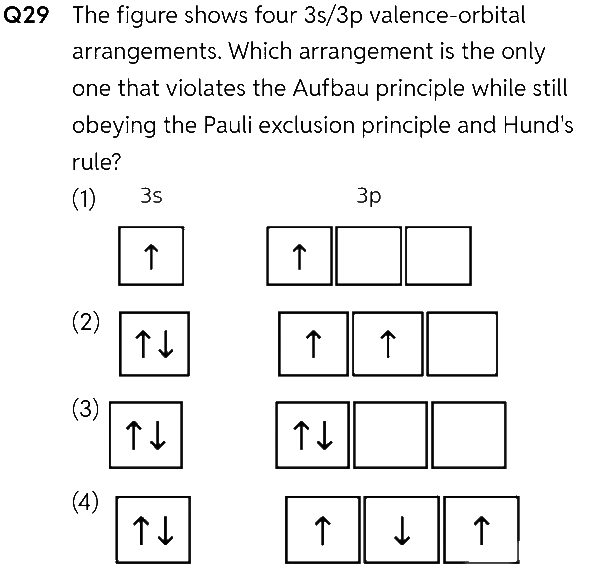 Q29 The figure shows four 3s/3p valence-orbital
arrangements. Which arrangement is the only
one that violates the Aufbau principle while still
obeying the Pauli exclusion principle and Hund's
rule?
(1) 3s 3p
↑ ↑
(2)
↑↓ ↑ ↑
(3)
↑↓ ↑↓
(4)
↑↓ ↑ ↓ ↑